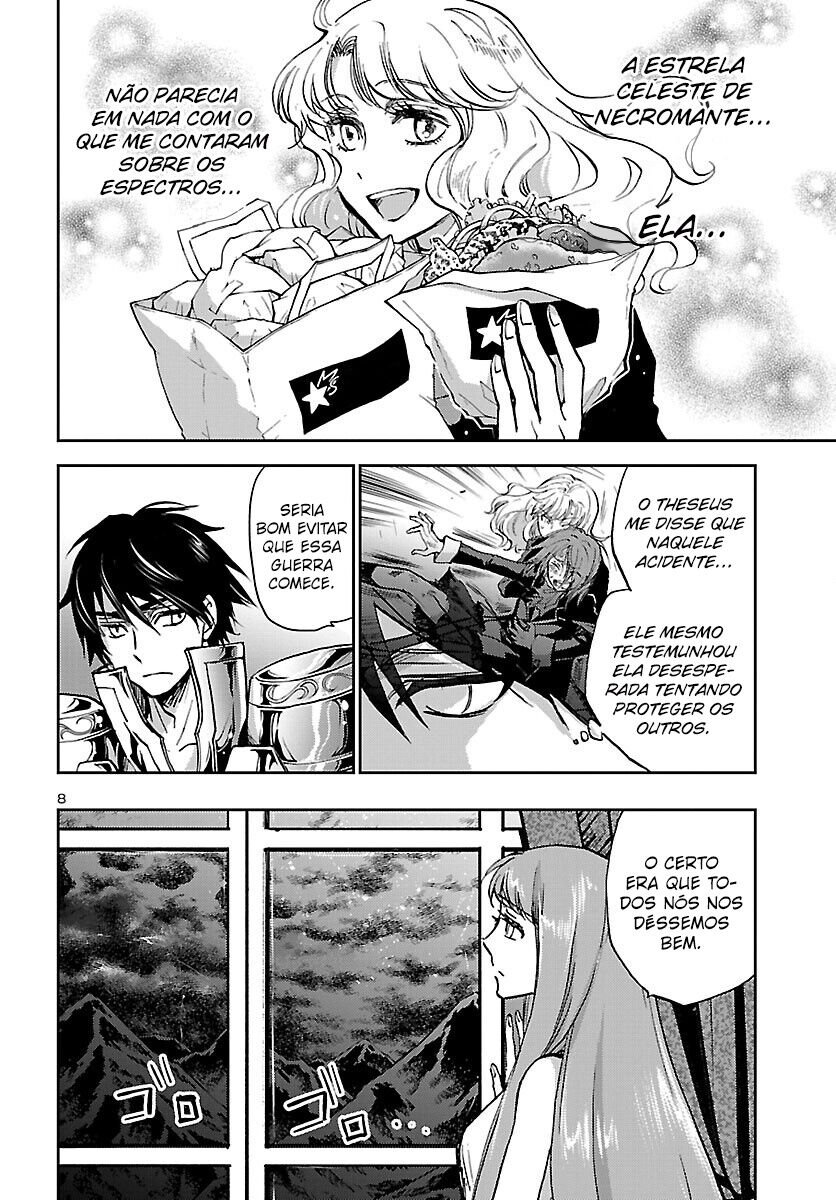 A ESTRELA
CELESTE DE
NECROMANTE...
ELA...
NÃO PARECIA
EM NADA COM O
QUE ME CONTARAM
SOBRE OS
ESPECTROS...
O THESEUS
ME DISSE QUE
NAQUELE
ACIDENTE...
ELE MESMO
TESTEMUNHOU
ELA DESESPE-
RADA TENTANDO
PROTEGER OS
OUTROS.
SERIA
BOM EVITAR
QUE ESSA
GUERRA
COMECE.
8
O CERTO
ERA QUE TO-
DOS NÓS NOS
DÉSSEMOS
BEM.
ゴロ
ゴロ...